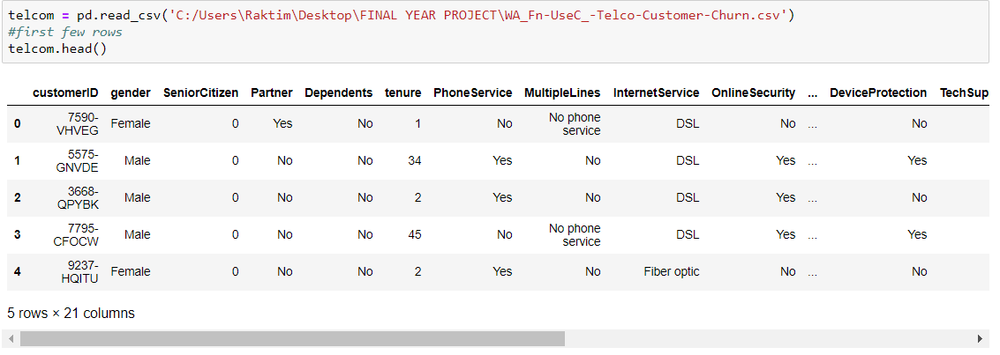 telcom = pd.read_csv('C:/Users\Raktim\Desktop\FINAL YEAR PROJECT\WA_Fn-UseC_-Telco-Customer-Churn.csv')
#first few rows
telcom.head()
customerID gender SeniorCitizen Partner Dependents tenure PhoneService MultipleLines InternetService OnlineSecurity ... DeviceProtection TechSup
0 7590-VHVEG Female 0 Yes No 1 No No phone service DSL No ... No
1 5575-GNVDE Male 0 No No 34 Yes No DSL Yes ... Yes
2 3668-QPYBK Male 0 No No 2 Yes No DSL Yes ... No
3 7795-CFOCW Male 0 No No 45 No No phone service DSL Yes ... Yes
4 9237-HQITU Female 0 No No 2 Yes No Fiber optic No ... No
5 rows × 21 columns